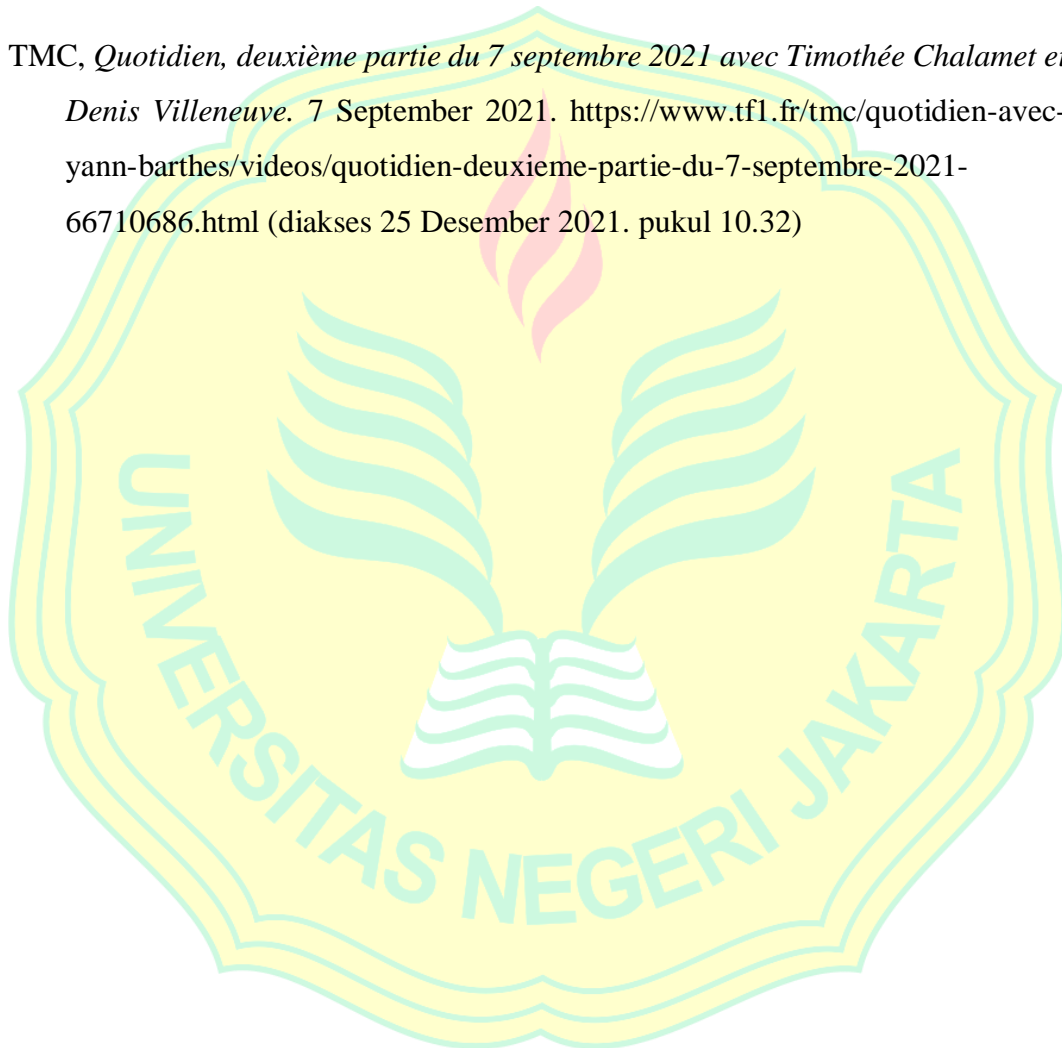 TMC, Quotidien, deuxième partie du 7 septembre 2021 avec Timothée Chalamet et
Denis Villeneuve. 7 September 2021. https://www.tf1.fr/tmc/quotidien-avec-
yann-barthes/videos/quotidien-deuxieme-partie-du-7-septembre-2021-
66710686.html (diakses 25 Desember 2021. pukul 10.32)
UNIVERSITAS NEGERI JAKARTA